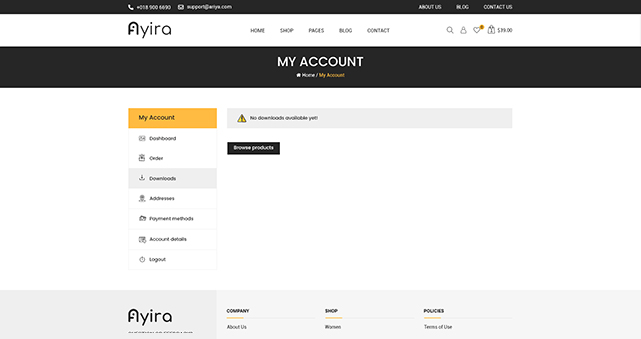 +018 900 6690 support@ariya.com ABOUT US BLOG CONTACT US
Ayira HOME SHOP PAGES BLOG CONTACT $39.00
MY ACCOUNT
Home / My Account
My Account
No downloads available yet!
Dashboard
Browse products
Order
Downloads
Addresses
Payment methods
Account details
Logout
Ayira
COMPANY SHOP POLICIES
About Us Women Terms of Use